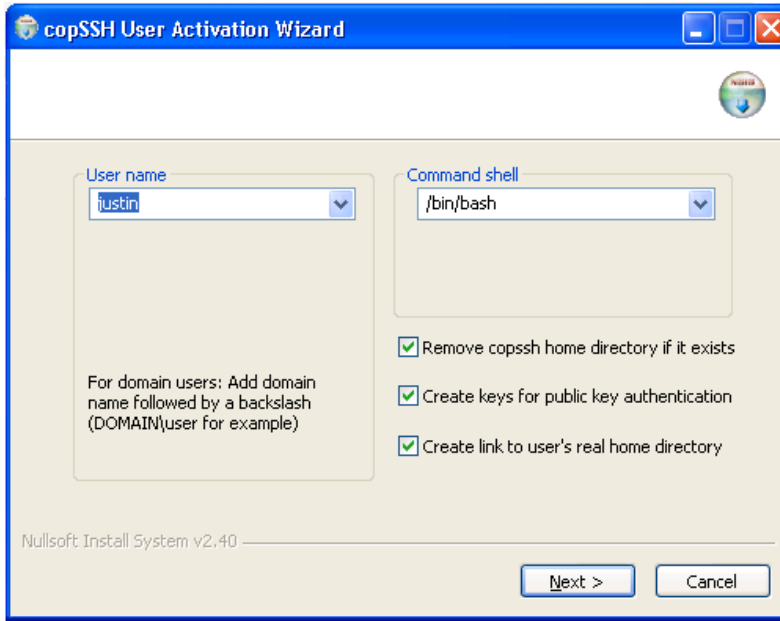 copSSH User Activation Wizard
User name
justin
For domain users: Add domain
name followed by a backslash
(DOMAIN\user for example)
Command shell
/bin/bash
Remove copssh home directory if it exists
Create keys for public key authentication
Create link to user's real home directory
Nullsoft Install System v2.40
Next >
Cancel